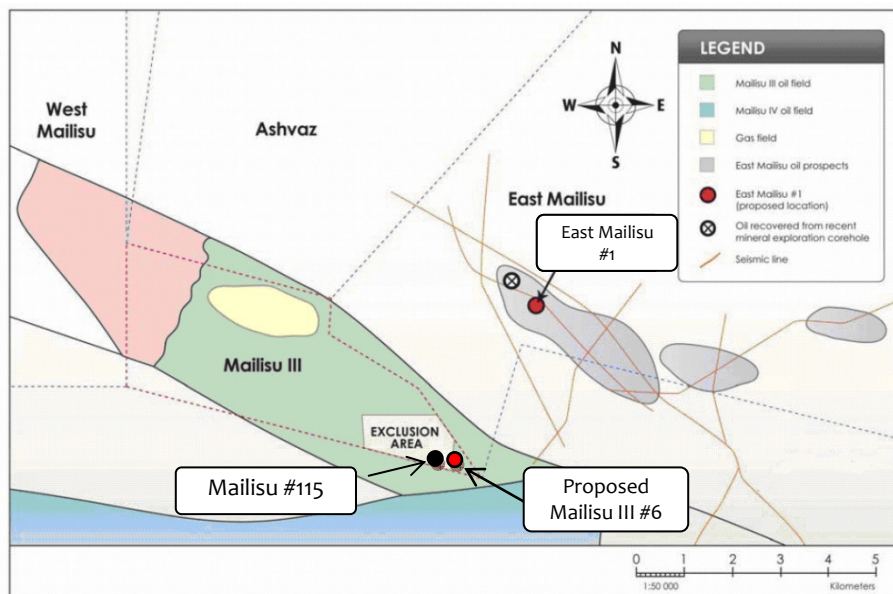 N
W
E
S
LEGEND
Mailisu III oil field
Mailisu IV oil field
Gas field
East Mailisu oil prospects
East Mailisu #1
(proposed location)
Oil recovered from recent
mineral exploration corehole
Seismic line
West
Mailisu
Ashvaz
East Mailisu
East Mailisu
#1
Mailisu III
EXCLUSION
AREA
Mailisu #115
Proposed
Mailisu III #6
0 1 2 3 4 5
1:50 000
Kilometers